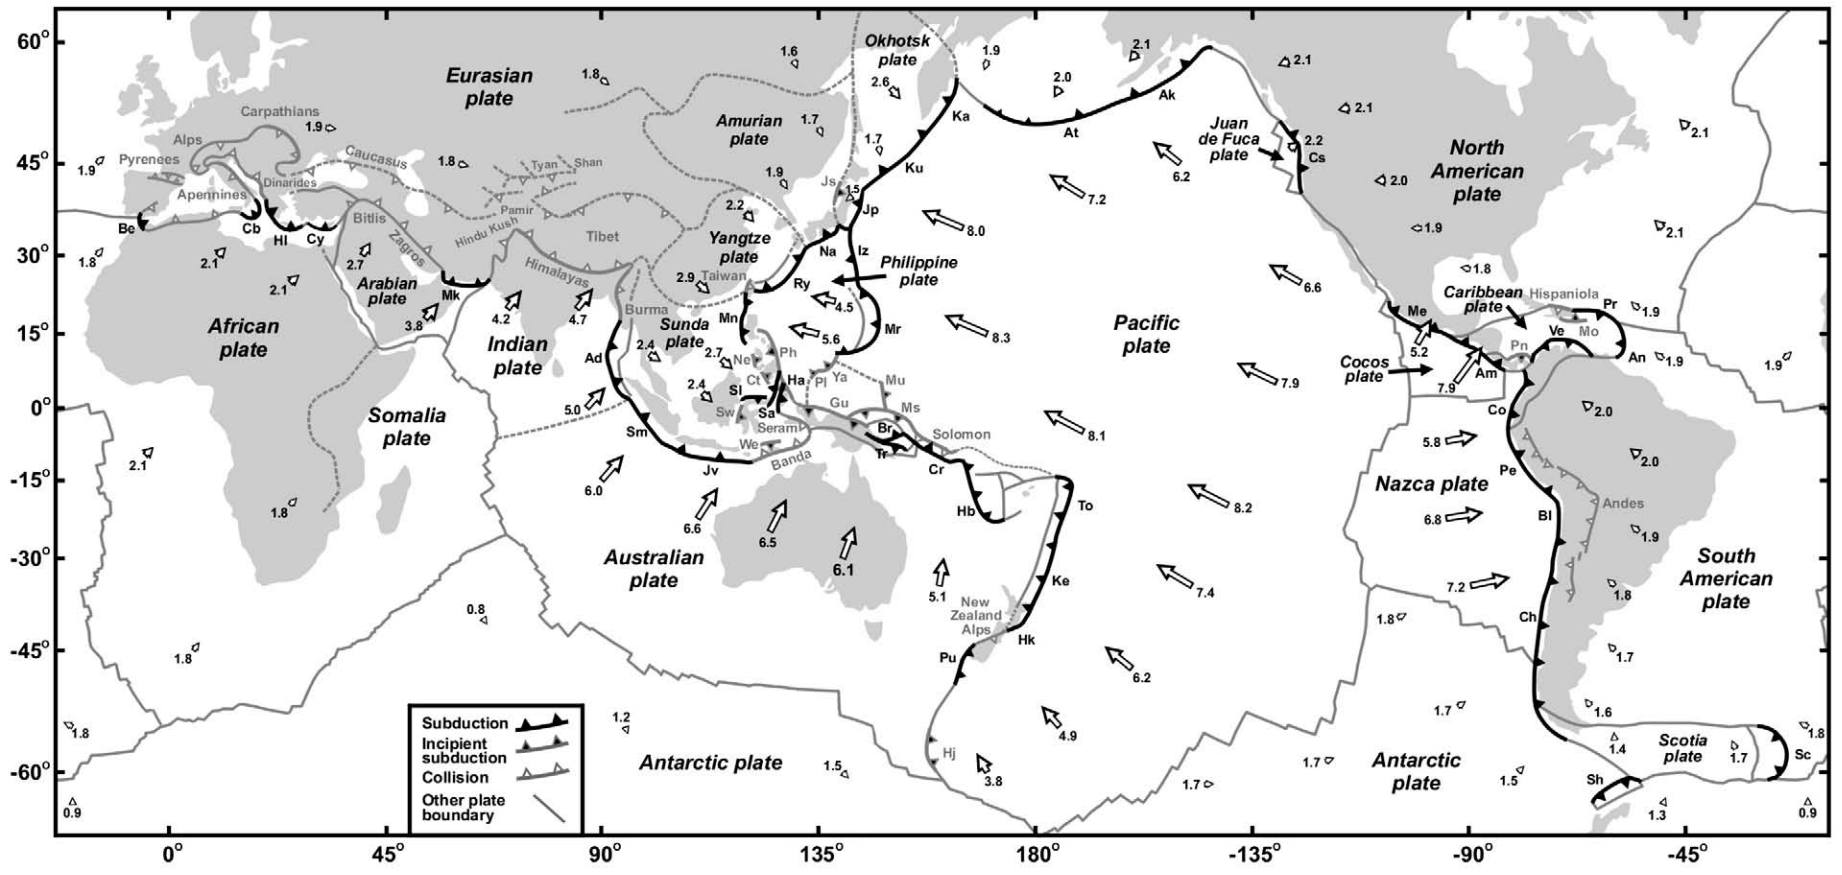 60°
45°
30°
15°
0°
-15°
-30°
-45°
-60°
0°
45°
90°
135°
180°
-135°
-90°
-45°
Eurasian
plate
Okhotsk
plate
Amurian
plate
Yangtze
plate
Philippine
plate
Sunda
plate
Arabian
plate
African
plate
Somalia
plate
Indian
plate
Australian
plate
Antarctic plate
Pacific
plate
Juan
de Fuca
plate
North
American
plate
Caribbean
plate
Cocos
plate
Nazca plate
South
American
plate
Antarctic
plate
Scotia
plate
Carpathians
Alps
Pyrenees
Apennines
Dinarides
Caucasus
Bitlis
Zagros
Tyan Shan
Pamir
Hindu Kush
Tibet
Himalayas
Burma
Taiwan
Seram
Banda
Solomon
New
Zealand
Alps
Hispaniola
Andes
Be
Cb
Hl
Cy
Mk
Ad
Sm
Jv
Mn
Ry
Na
Js
Jp
Iz
Ku
Ka
At
Ak
Cs
Mr
Ph
Ne
Ct
Sl
Sw
Sa
Ha
We
Pl
Ya
Gu
Mu
Ms
Br
Tr
Cr
Hb
To
Ke
Hk
Pu
Hj
Me
Am
Pn
Ve
Mo
Pr
An
Co
Pe
Bl
Ch
Sh
Sc
1.9
1.8
1.9
1.8
1.8
1.6
2.6
1.9
2.0
2.1
2.1
2.1
2.1
1.7
1.7
1.9
1.5
2.2
2.9
6.2
7.2
8.0
2.2
2.0
1.9
1.8
2.1
1.8
2.1
2.1
2.7
3.8
4.2
4.7
4.5
5.6
8.3
6.6
7.9
5.2
7.9
1.9
1.9
1.9
2.4
2.7
2.4
5.0
8.1
5.8
2.0
2.0
2.1
1.8
6.0
6.6
6.5
6.1
5.1
8.2
7.4
6.8
7.2
1.9
1.8
1.7
0.8
1.8
6.2
1.8
1.7
1.6
1.8
1.2
1.5
4.9
3.8
1.7
1.7
1.5
1.4
1.7
1.8
0.9
1.3
0.9
Subduction
Incipient
subduction
Collision
Other plate
boundary